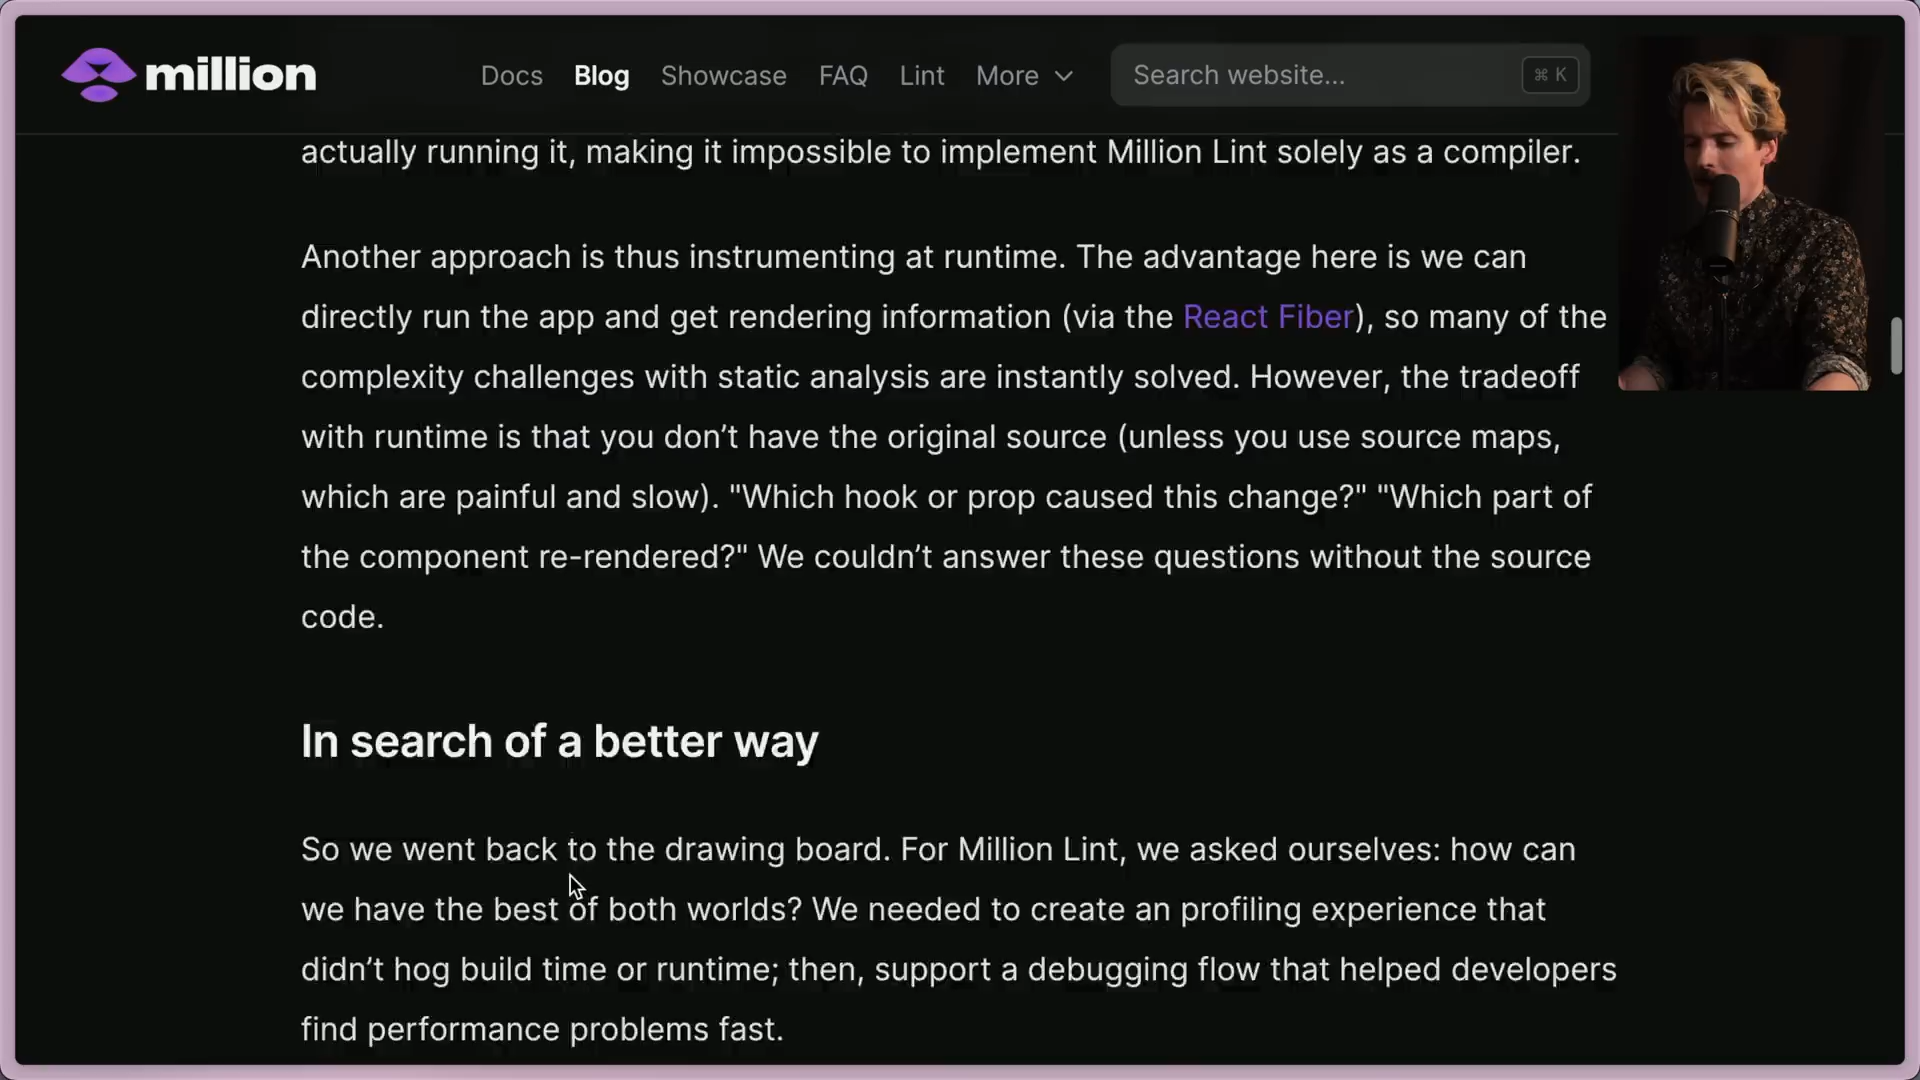 million
Docs
Blog
Showcase
FAQ
Lint
More
Search website...
⌘ K
actually running it, making it impossible to implement Million Lint solely as a compiler.
Another approach is thus instrumenting at runtime. The advantage here is we can
directly run the app and get rendering information (via the React Fiber), so many of the
complexity challenges with static analysis are instantly solved. However, the tradeoff
with runtime is that you don’t have the original source (unless you use source maps,
which are painful and slow). "Which hook or prop caused this change?" "Which part of
the component re-rendered?" We couldn’t answer these questions without the source
code.
In search of a better way
So we went back to the drawing board. For Million Lint, we asked ourselves: how can
we have the best of both worlds? We needed to create an profiling experience that
didn’t hog build time or runtime; then, support a debugging flow that helped developers
find performance problems fast.